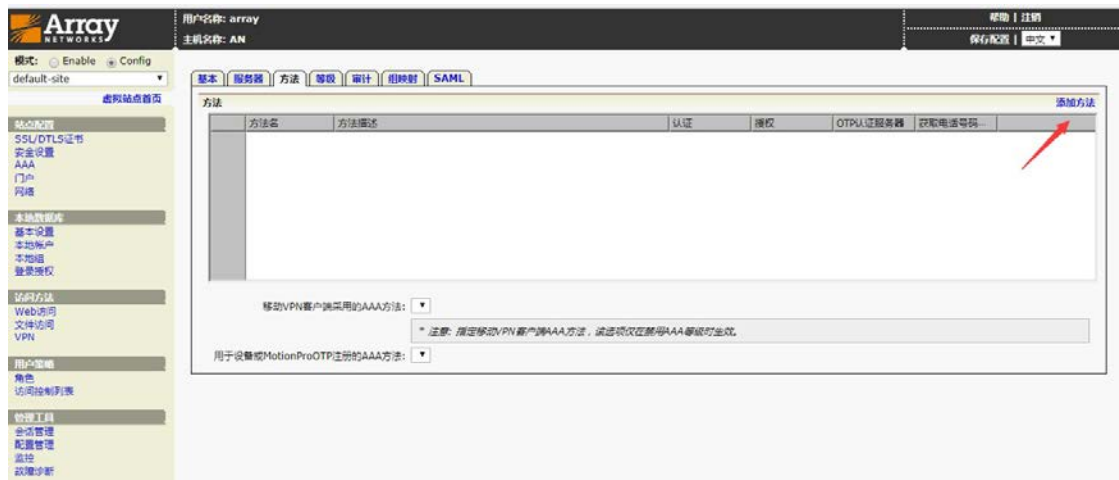 Array
NETWORKS
用户名称: array
帮助 | 注销
主机名称: AN
保存配置 | 中文
模式: Enable Config
default-site
虚拟站点首页
站点配置
SSL/DTLS证书
安全设置
AAA
门户
网络
本地数据库
基本设置
本地帐户
本地组
登录授权
访问方法
Web访问
文件访问
VPN
用户策略
角色
访问控制列表
管理工具
会话管理
配置管理
监控
故障诊断
基本 服务器 方法 等级 审计 组映射 SAML
方法 添加方法
方法名 方法描述 认证 授权 OTP认证服务器 获取电话号码...
移动VPN客户端采用的AAA方法:
* 注意: 指定移动VPN客户端AAA方法，该选项仅在禁用AAA等级时生效。
用于设备或MotionProOTP注册的AAA方法: